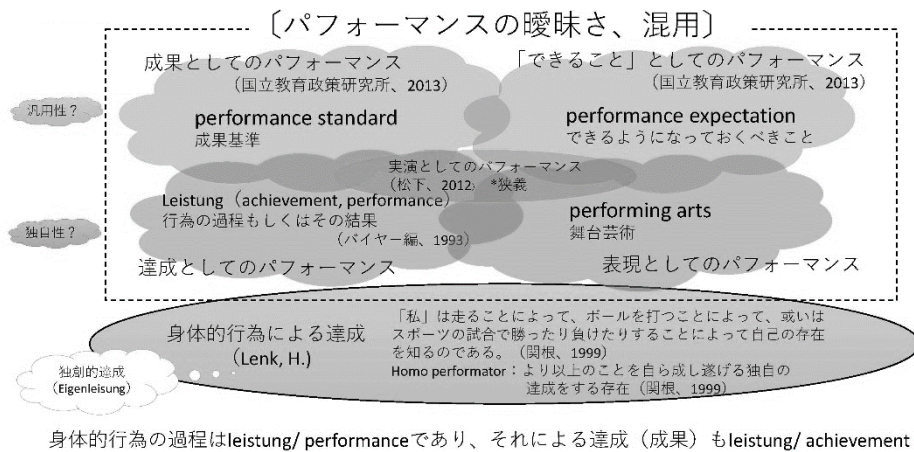 〔パフォーマンスの曖昧さ、混用〕
成果としてのパフォーマンス
（国立教育政策研究所、2013）
「できること」としてのパフォーマンス
（国立教育政策研究所、2013）
汎用性？
performance standard
成果基準
performance expectation
できるようになっておくべきこと
実演としてのパフォーマンス
（松下、2012） *狭義
Leistung（achievement, performance）
行為の過程もしくはその結果
（バイヤー編、1993）
performing arts
舞台芸術
独自性？
達成としてのパフォーマンス
表現としてのパフォーマンス
身体的行為による達成
（Lenk, H.）
「私」は走ることによって、ボールを打つことによって、或いは
スポーツの試合で勝ったり負けたりすることによって自己の存在
を知るのである。（関根、1999）
Homo performator：より以上のことを自ら成し遂げる独自の
達成をする存在（関根、1999）
独創的達成
（Eigenleisung）
身体的行為の過程はleistung/ performanceであり、それによる達成（成果）もleistung/ achievement